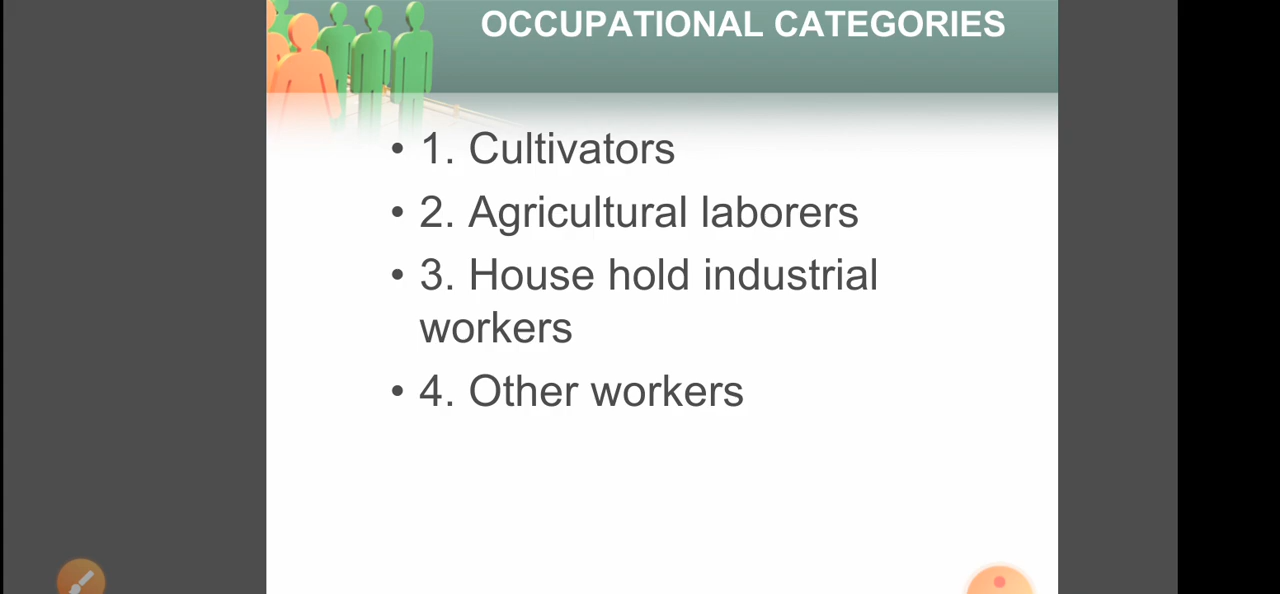 OCCUPATIONAL CATEGORIES
• 1. Cultivators
• 2. Agricultural laborers
• 3. House hold industrial
workers
• 4. Other workers